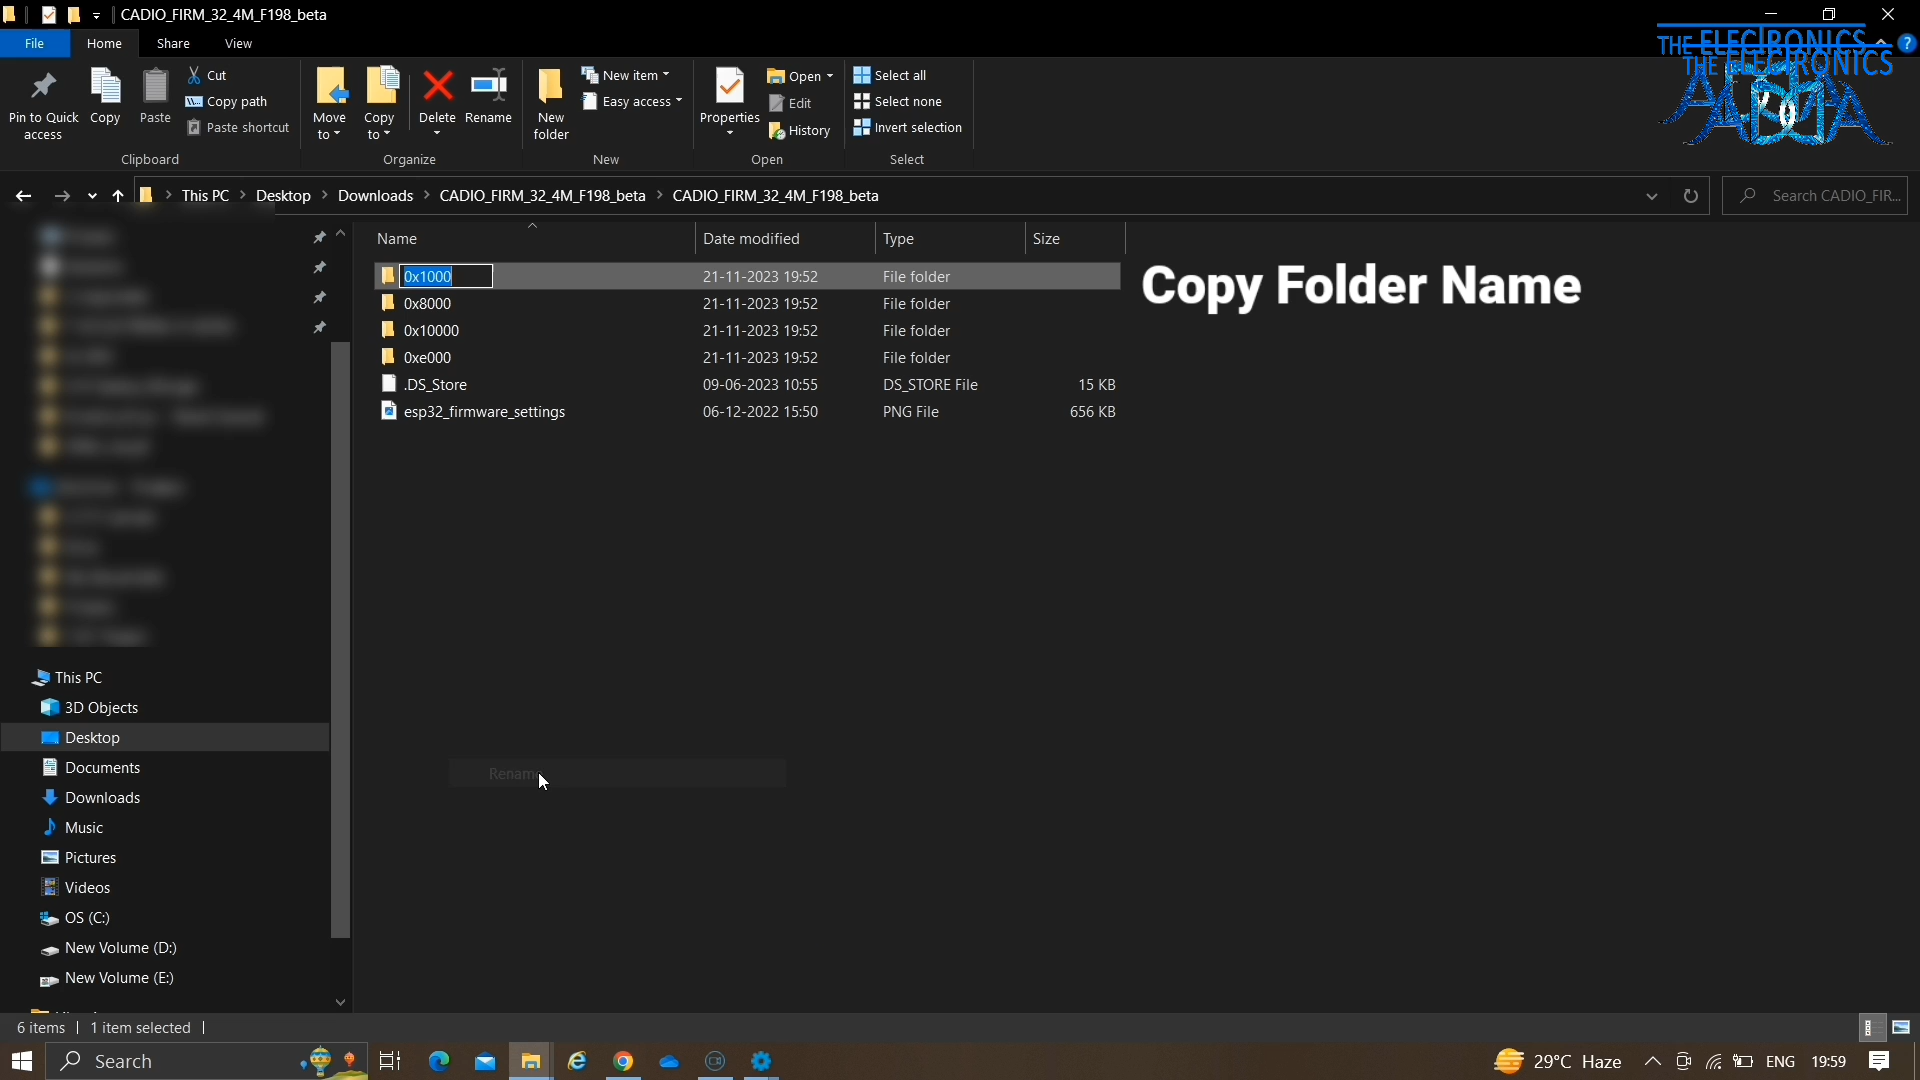 CADIO_FIRM_32_4M_F198_beta
File Home Share View
THE ELECTRONICS
THE ELECTRONICS
Pin to Quick access
Copy
Paste
Cut
Copy path
Paste shortcut
Clipboard
Move to
Copy to
Delete
Rename
Organize
New folder
New item
Easy access
New
Properties
Open
Edit
History
Open
Select all
Select none
Invert selection
Select
This PC > Desktop > Downloads > CADIO_FIRM_32_4M_F198_beta > CADIO_FIRM_32_4M_F198_beta
Search CADIO_FIR...
Name Date modified Type Size
0x1000 21-11-2023 19:52 File folder
0x8000 21-11-2023 19:52 File folder
0x10000 21-11-2023 19:52 File folder
0xe000 21-11-2023 19:52 File folder
.DS_Store 09-06-2023 10:55 DS_STORE File 15 KB
esp32_firmware_settings 06-12-2022 15:50 PNG File 656 KB
Copy Folder Name
Rename
This PC
3D Objects
Desktop
Documents
Downloads
Music
Pictures
Videos
OS (C:)
New Volume (D:)
New Volume (E:)
6 items 1 item selected
Search
29°C Haze
ENG 19:59